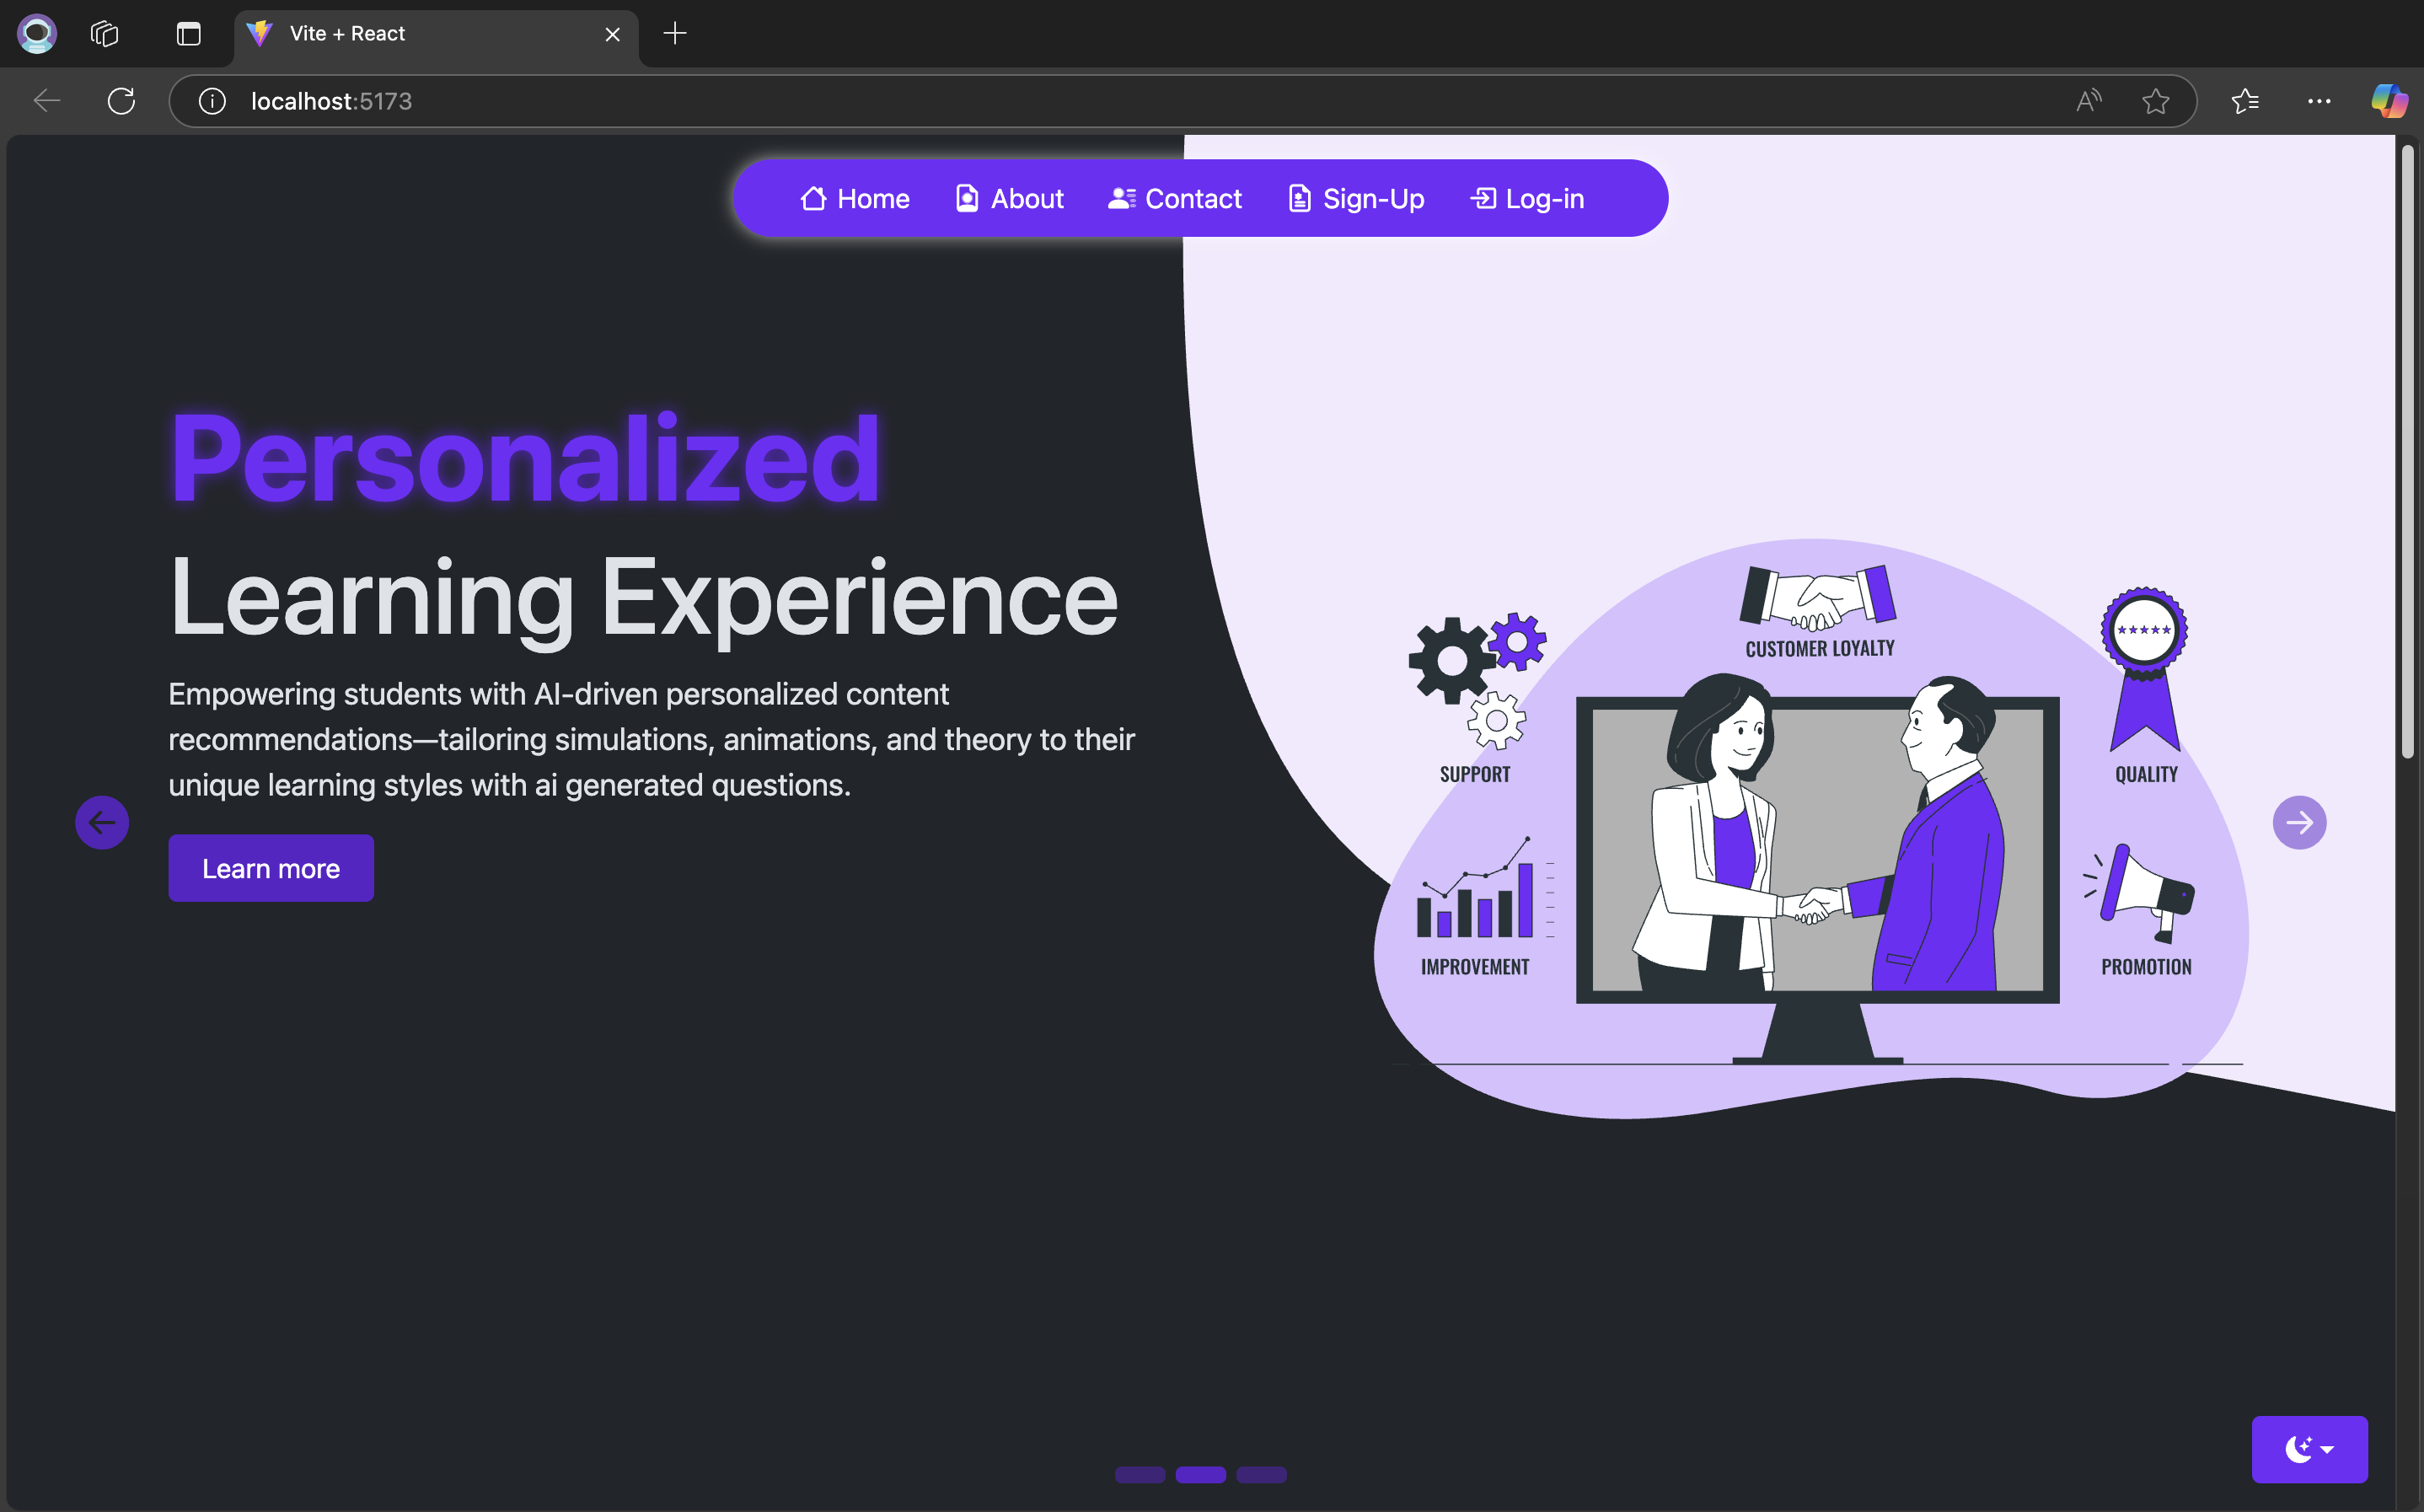 Vite + React
localhost:5173
Home About Contact Sign-Up Log-in
Personalized
Learning Experience
Empowering students with AI-driven personalized content
recommendations—tailoring simulations, animations, and theory to their
unique learning styles with ai generated questions.
Learn more
CUSTOMER LOYALTY
SUPPORT
QUALITY
IMPROVEMENT
PROMOTION